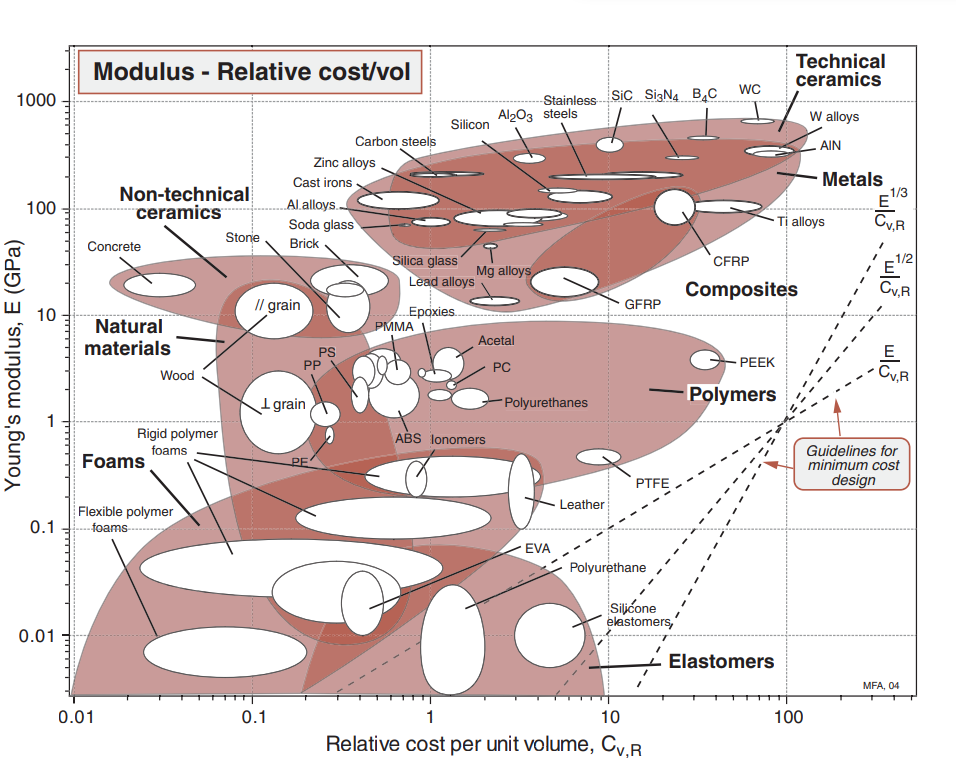 Modulus - Relative cost/vol
Technical
ceramics
1000
Stainless
steels
SiC
Si3N4
B4C
WC
Al2O3
W alloys
Silicon
Carbon steels
AlN
Zinc alloys
Metals
Cast irons
Non-technical
ceramics
E^1/3
Cv,R
100
Al alloys
Soda glass
Ti alloys
Stone
Brick
Concrete
Silica glass
Mg alloys
CFRP
E^1/2
Cv,R
Lead alloys
Composites
GFRP
// grain
10
Epoxies
Natural
materials
PMMA
Acetal
PS
PP
PC
PEEK
E
Cv,R
Wood
Polymers
⊥ grain
Polyurethanes
1
Rigid polymer
foams
ABS
Ionomers
Guidelines for
minimum cost
design
Foams
PE
PTFE
Leather
Flexible polymer
foams
0.1
EVA
Polyurethane
Silicone
elastomers
0.01
Elastomers
MFA, 04
Young's modulus, E (GPa)
0.01
0.1
1
10
100
Relative cost per unit volume, Cv,R